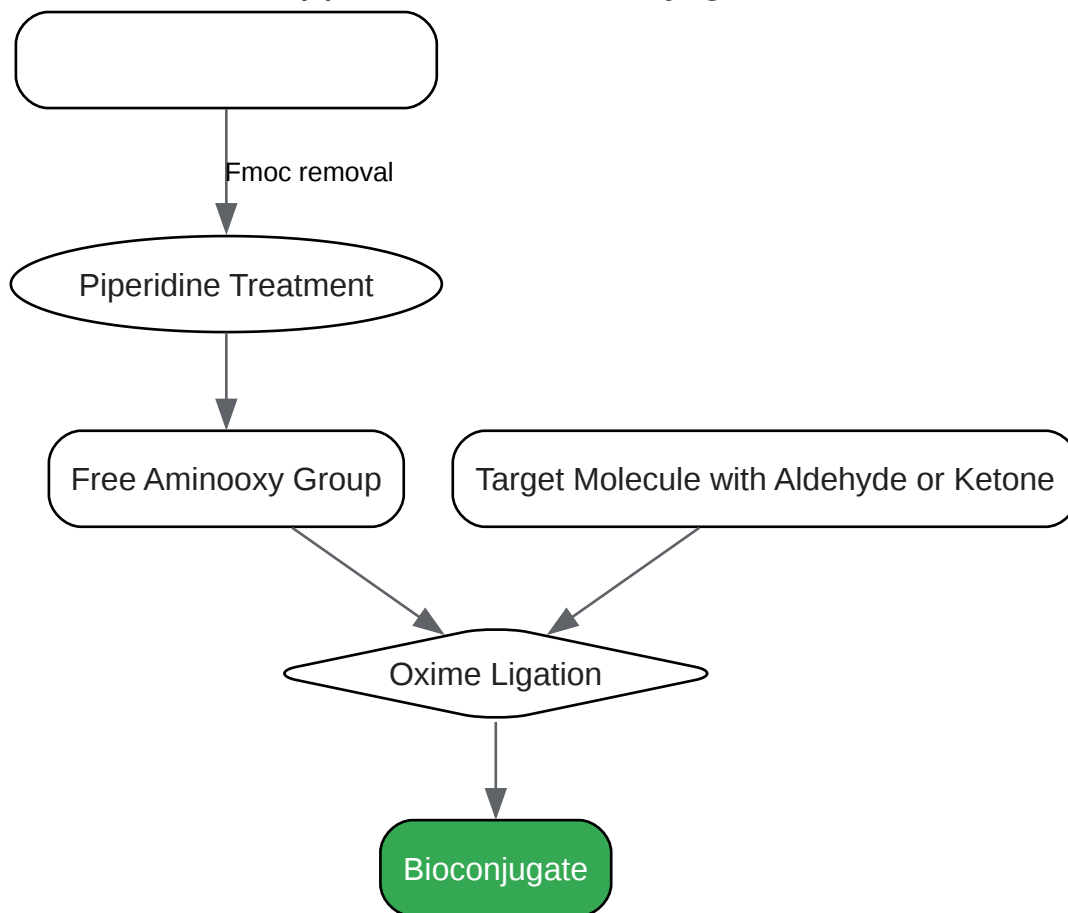 Fmoc removal
Piperidine Treatment
Free Aminooxy Group
Target Molecule with Aldehyde or Ketone
Oxime Ligation
Bioconjugate